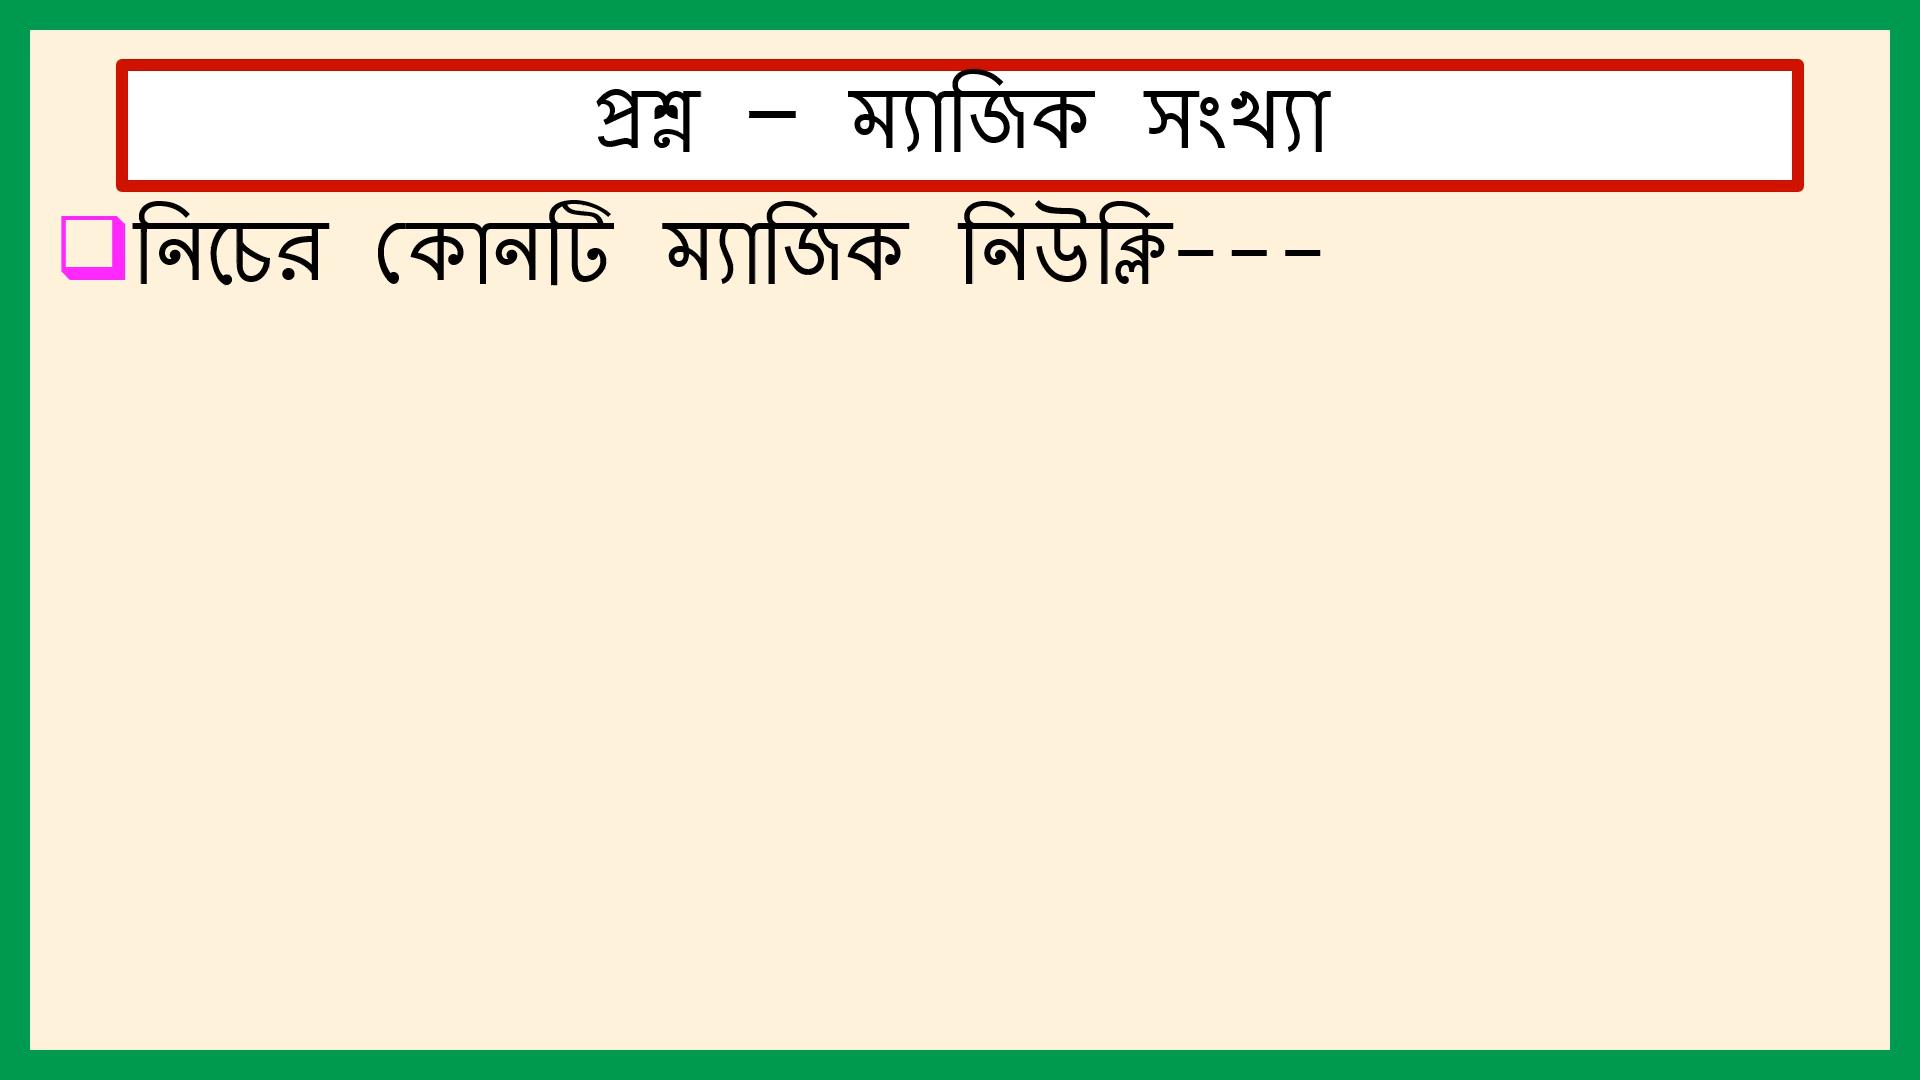 প্রশ্ন – ম্যাজিক সংখ্যা
নিচের কোনটি ম্যাজিক নিউক্লি---